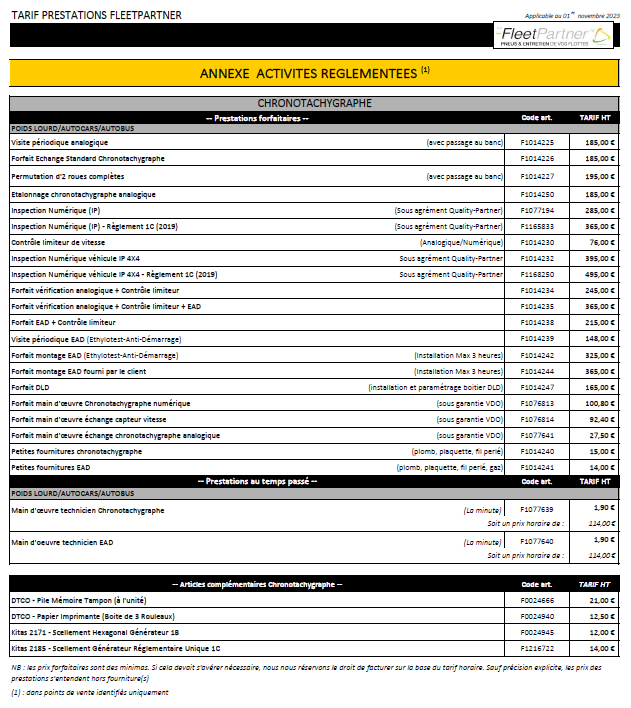 TARIF PRESTATIONS FLEETPARTNER
Applicable au 01er novembre 2023
FleetPartner
PNEUS & ENTRETIEN DE VOS FLOTTES
ANNEXE ACTIVITES REGLEMENTEES (1)
CHRONOTACHYGRAPHE
-- Prestations forfaitaires -- Code art. TARIF HT
POIDS LOURD/AUTOCARS/AUTOBUS
Visite périodique analogique (avec passage au banc) F1014225 185,00 €
Forfait Echange Standard Chronotachygraphe F1014226 185,00 €
Permutation d'2 roues complètes (avec passage au banc) F1014227 195,00 €
Etalonnage chronotachygraphe analogique F1014250 185,00 €
Inspection Numérique (IP) (Sous agrément Quality-Partner) F1077194 285,00 €
Inspection Numérique (IP) - Règlement 1C (2019) (Sous agrément Quality-Partner) F1165833 365,00 €
Contrôle limiteur de vitesse (Analogique/Numérique) F1014230 76,00 €
Inspection Numérique véhicule IP 4X4 Sous agrément Quality-Partner F1014232 395,00 €
Inspection Numérique véhicule IP 4X4 - Règlement 1C (2019) Sous agrément Quality-Partner F1168250 495,00 €
Forfait vérification analogique + Contrôle limiteur F1014234 245,00 €
Forfait vérification analogique + Contrôle limiteur + EAD F1014235 365,00 €
Forfait EAD + Contrôle limiteur F1014238 215,00 €
Visite périodique EAD (Ethylotest-Anti-Démarrage) F1014239 148,00 €
Forfait montage EAD (Ethylotest-Anti-Démarrage) (Installation Max 3 heures) F1014242 325,00 €
Forfait montage EAD fourni par le client (Installation Max 3 heures) F1014244 365,00 €
Forfait DLD (installation et paramétrage boitier DLD) F1014247 165,00 €
Forfait main d'œuvre Chronotachygraphe numérique (sous garantie VDO) F1076813 100,80 €
Forfait main d'œuvre échange capteur vitesse (sous garantie VDO) F1076814 92,40 €
Forfait main d'œuvre échange chronotachygraphe analogique (sous garantie VDO) F1077641 27,50 €
Petites fournitures chronotachygraphe (plomb, plaquette, fil perlé) F1014240 15,00 €
Petites fournitures EAD (plomb, plaquette, fil perlé, gaz) F1014241 14,00 €
-- Prestations au temps passé -- Code art. TARIF HT
POIDS LOURD/AUTOCARS/AUTOBUS
Main d'œuvre technicien Chronotachygraphe (La minute) F1077639 1,90 €
Soit un prix horaire de : 114,00 €
Main d'oeuvre technicien EAD (La minute) F1077640 1,90 €
Soit un prix horaire de : 114,00 €
-- Articles complémentaires Chronotachygraphe -- Code art. TARIF HT
DTCO - Pile Mémoire Tampon (à l'unité) F0024666 21,00 €
DTCO - Papier Imprimante (Boite de 3 Rouleaux) F0024940 12,50 €
Kitas 2171 - Scellement Hexagonal Générateur 1B F0024945 12,00 €
Kitas 2185 - Scellement Générateur Réglementaire Unique 1C F1216722 14,00 €
NB : les prix forfaitaires sont des minimas. Si cela devait s'avérer nécessaire, nous nous réservons le droit de facturer sur la base du tarif horaire. Sauf précision explicite, les prix des
prestations s'entendent hors fourniture(s)
(1) : dans points de vente identifiés uniquement